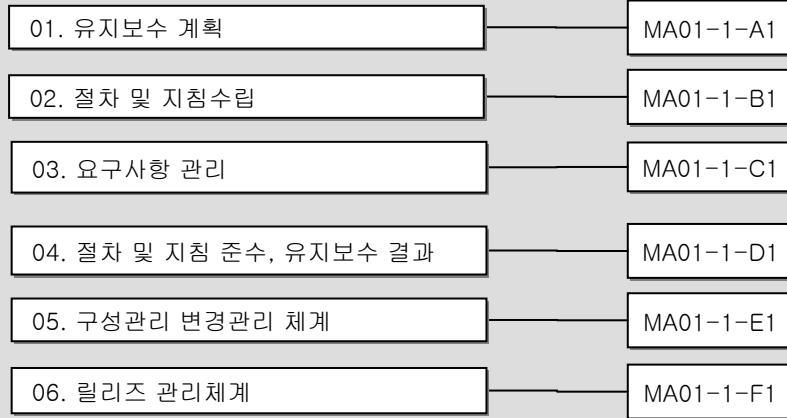 01. 유지보수 계획
MA01-1-A1
02. 절차 및 지침수립
MA01-1-B1
03. 요구사항 관리
MA01-1-C1
04. 절차 및 지침 준수, 유지보수 결과
MA01-1-D1
05. 구성관리 변경관리 체계
MA01-1-E1
06. 릴리즈 관리체계
MA01-1-F1